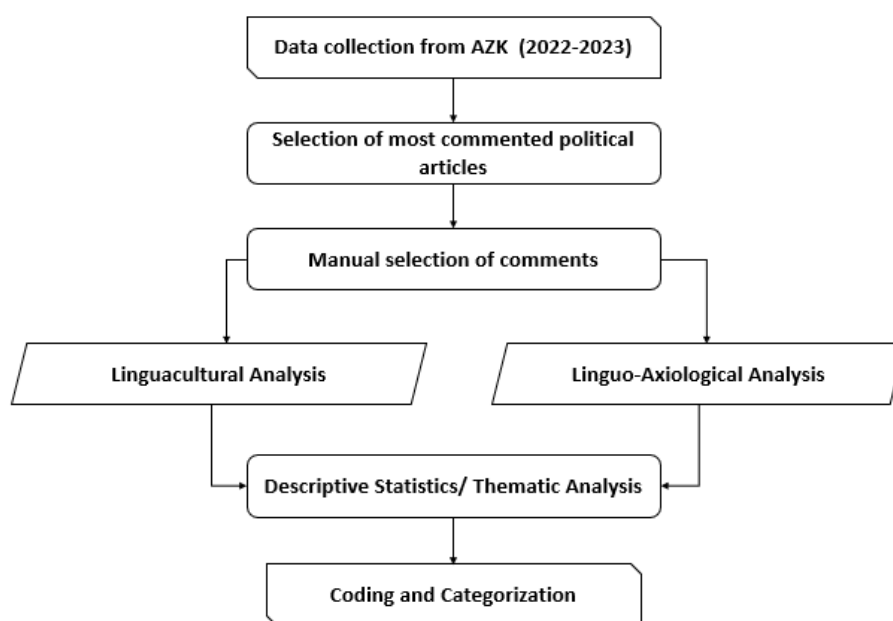 Data collection from AZK (2022-2023)
Selection of most commented political
articles
Manual selection of comments
Linguacultural Analysis
Linguo-Axiological Analysis
Descriptive Statistics/ Thematic Analysis
Coding and Categorization